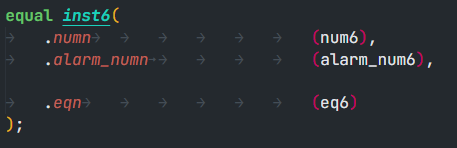 equal inst6(
.numn (num6),
.alarm_numn (alarm_num6),
.eqn (eq6)
);